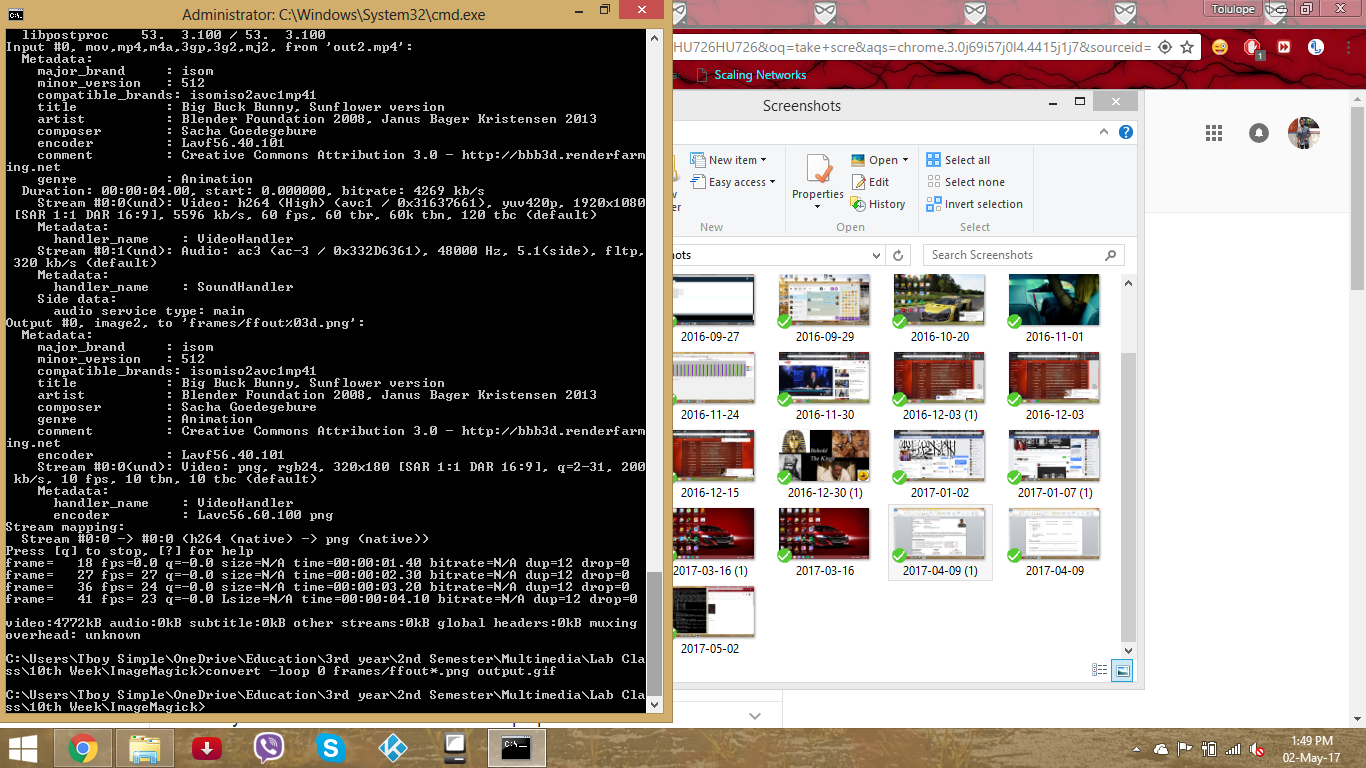 Administrator: C:\Windows\System32\cmd.exe
libpostproc    53.  3.100 / 53.  3.100
Input #0, mov,mp4,m4a,3gp,3g2,mj2, from 'out2.mp4':
  Metadata:
    major_brand     : isom
    minor_version   : 512
    compatible_brands: isomiso2avc1mp41
    title           : Big Buck Bunny, Sunflower version
    artist          : Blender Foundation 2008, Janus Bager Kristensen 2013
    composer        : Sacha Goedegebure
    encoder         : Lavf56.40.101
    comment         : Creative Commons Attribution 3.0 - http://bbb3d.renderfarm
ing.net
    genre           : Animation
  Duration: 00:00:04.00, start: 0.000000, bitrate: 4269 kb/s
    Stream #0:0(und): Video: h264 (High) (avc1 / 0x31637661), yuv420p, 1920x1080
 [SAR 1:1 DAR 16:9], 5596 kb/s, 60 fps, 60 tbr, 60k tbn, 120 tbc (default)
    Metadata:
      handler_name    : VideoHandler
    Stream #0:1(und): Audio: ac3 (ac-3 / 0x332D6361), 48000 Hz, 5.1(side), fltp,
 320 kb/s (default)
    Metadata:
      handler_name    : SoundHandler
    Side data:
      audio service type: main
Output #0, image2, to 'frames/ffout%03d.png':
  Metadata:
    major_brand     : isom
    minor_version   : 512
    compatible_brands: isomiso2avc1mp41
    title           : Big Buck Bunny, Sunflower version
    artist          : Blender Foundation 2008, Janus Bager Kristensen 2013
    composer        : Sacha Goedegebure
    genre           : Animation
    comment         : Creative Commons Attribution 3.0 - http://bbb3d.renderfarm
ing.net
    encoder         : Lavf56.40.101
    Stream #0:0(und): Video: png, rgb24, 320x180 [SAR 1:1 DAR 16:9], q=2-31, 200
 kb/s, 10 fps, 10 tbn, 10 tbc (default)
    Metadata:
      handler_name    : VideoHandler
      encoder         : Lavc56.60.100 png
Stream mapping:
  Stream #0:0 -> #0:0 (h264 (native) -> png (native))
Press [q] to stop, [?] for help
frame=   18 fps=0.0 q=-0.0 size=N/A time=00:00:01.40 bitrate=N/A dup=12 drop=0
frame=   27 fps= 27 q=-0.0 size=N/A time=00:00:02.30 bitrate=N/A dup=12 drop=0
frame=   36 fps= 24 q=-0.0 size=N/A time=00:00:03.20 bitrate=N/A dup=12 drop=0
frame=   41 fps= 23 q=-0.0 Lsize=N/A time=00:00:04.10 bitrate=N/A dup=12 drop=0
video:4772kB audio:0kB subtitle:0kB other streams:0kB global headers:0kB muxing
overhead: unknown
C:\Users\Tboy Simple\OneDrive\Education\3rd year\2nd Semester\Multimedia\Lab Cla
ss\10th Week\ImageMagick>convert -loop 0 frames/ffout*.png output.gif
C:\Users\Tboy Simple\OneDrive\Education\3rd year\2nd Semester\Multimedia\Lab Cla
ss\10th Week\ImageMagick>
Tolulope
HU726HU726&oq=take+scre&aqs=chrome.3.0j69i57j0l4.4415j1j7&sourceid=
1
Scaling Networks
Screenshots
New item
Easy access
New
Properties
Open
Edit
History
Open
Select all
Select none
Invert selection
Select
Search Screenshots
2016-09-27 2016-09-29 2016-10-20 2016-11-01
2016-11-24 2016-11-30 2016-12-03 (1) 2016-12-03
2016-12-15 2016-12-30 (1) 2017-01-02 2017-01-07 (1)
2017-03-16 (1) 2017-03-16 2017-04-09 (1) 2017-04-09
2017-05-02
1:49 PM
02-May-17